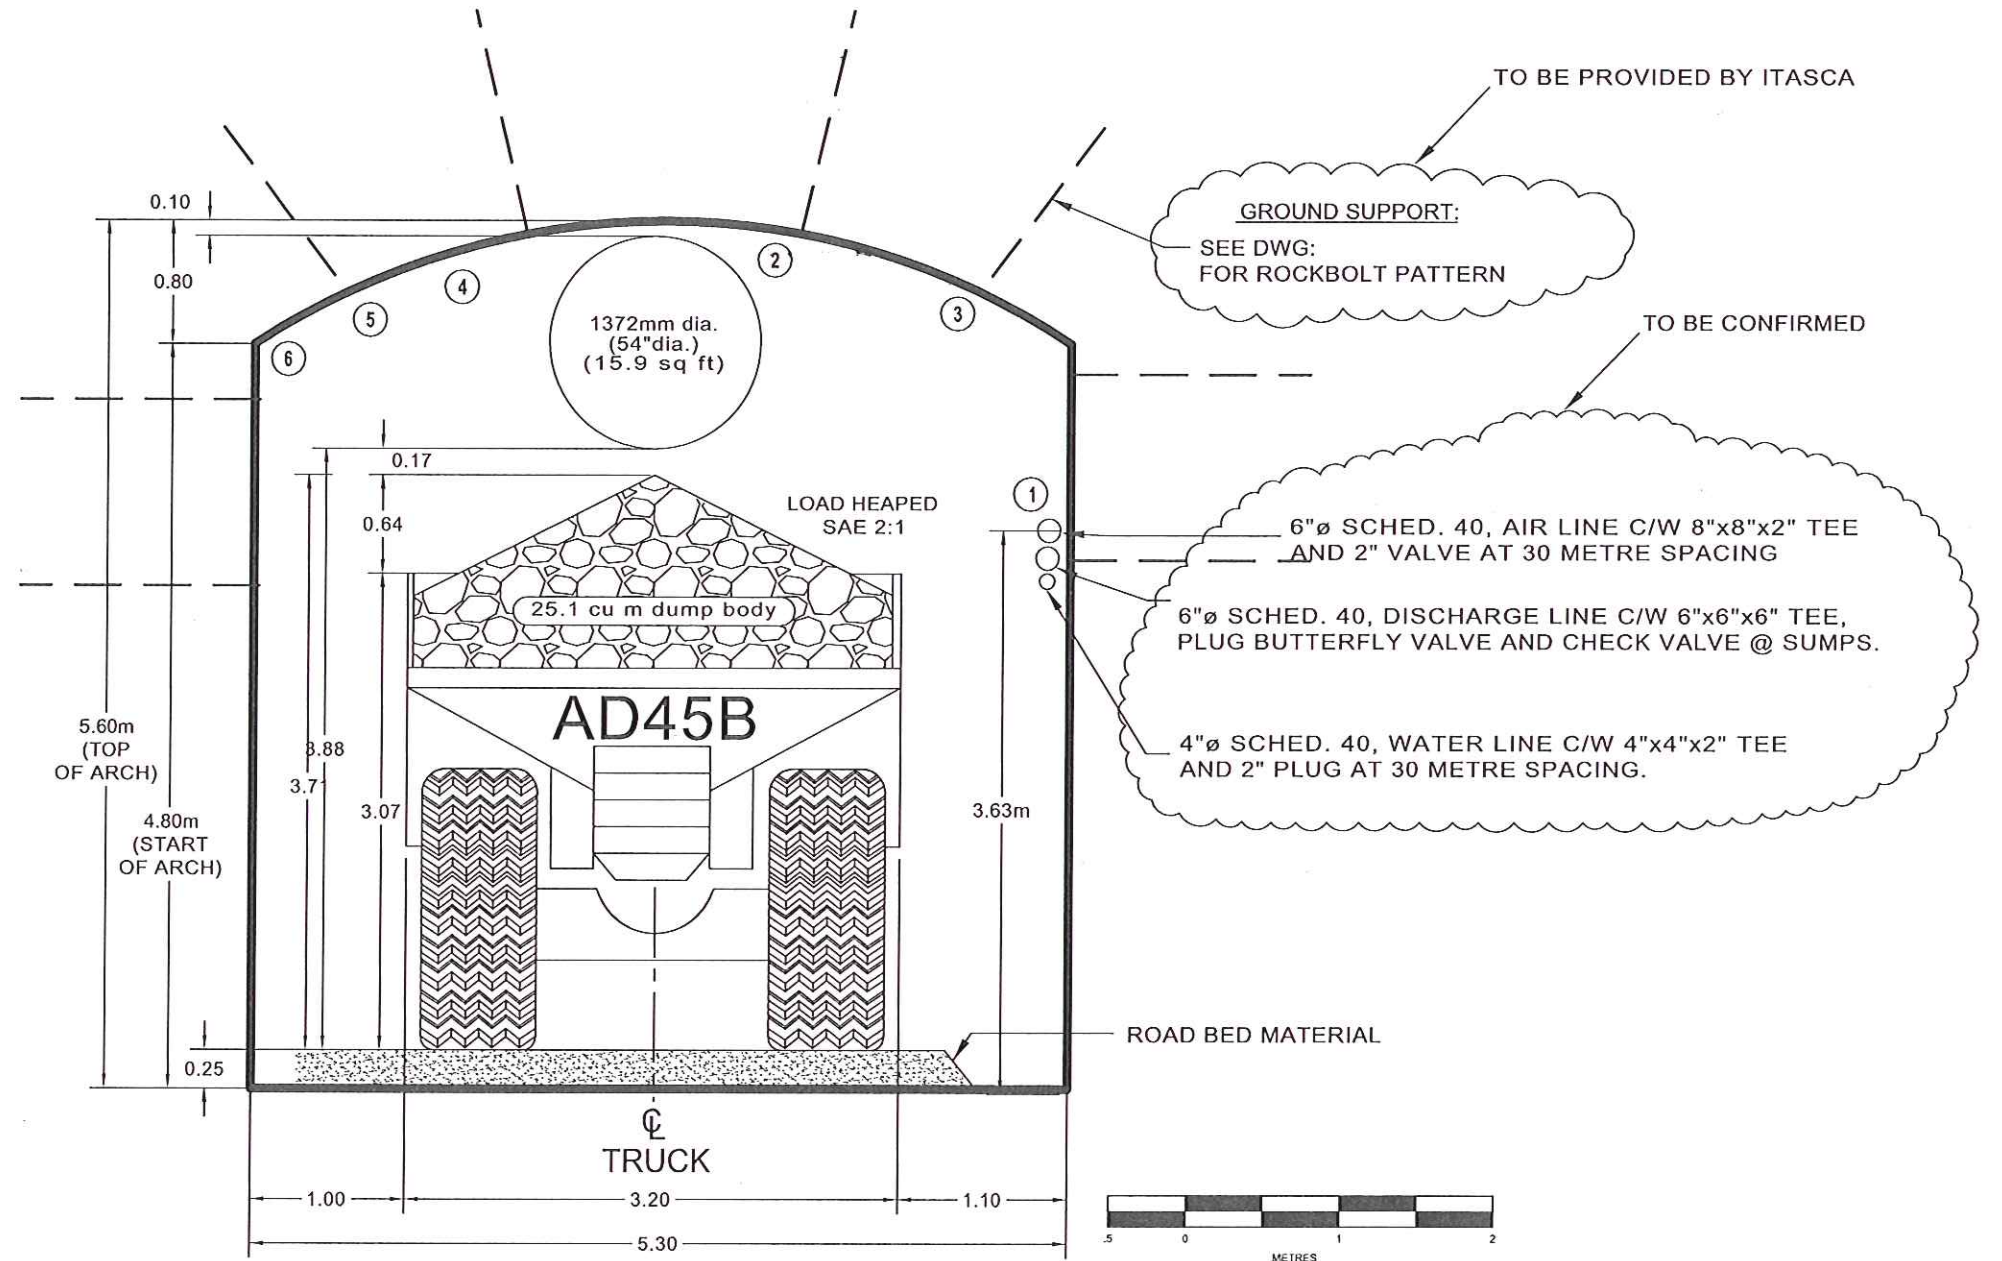 TO BE PROVIDED BY ITASCA
GROUND SUPPORT:
SEE DWG:
FOR ROCKBOLT PATTERN
TO BE CONFIRMED
0.10
0.80
2
4
3
5
6
1372mm dia.
(54"dia.)
(15.9 sq ft)
0.17
0.64
LOAD HEAPED
SAE 2:1
1
6"ø SCHED. 40, AIR LINE C/W 8"x8"x2" TEE
AND 2" VALVE AT 30 METRE SPACING
25.1 cu m dump body
6"ø SCHED. 40, DISCHARGE LINE C/W 6"x6"x6" TEE,
PLUG BUTTERFLY VALVE AND CHECK VALVE @ SUMPS.
AD45B
4"ø SCHED. 40, WATER LINE C/W 4"x4"x2" TEE
AND 2" PLUG AT 30 METRE SPACING.
5.60m
(TOP
OF ARCH)
3.88
3.71
3.07
3.63m
4.80m
(START
OF ARCH)
ROAD BED MATERIAL
0.25
CL
TRUCK
1.00
3.20
1.10
5.30
.5 0 1 2
METRES